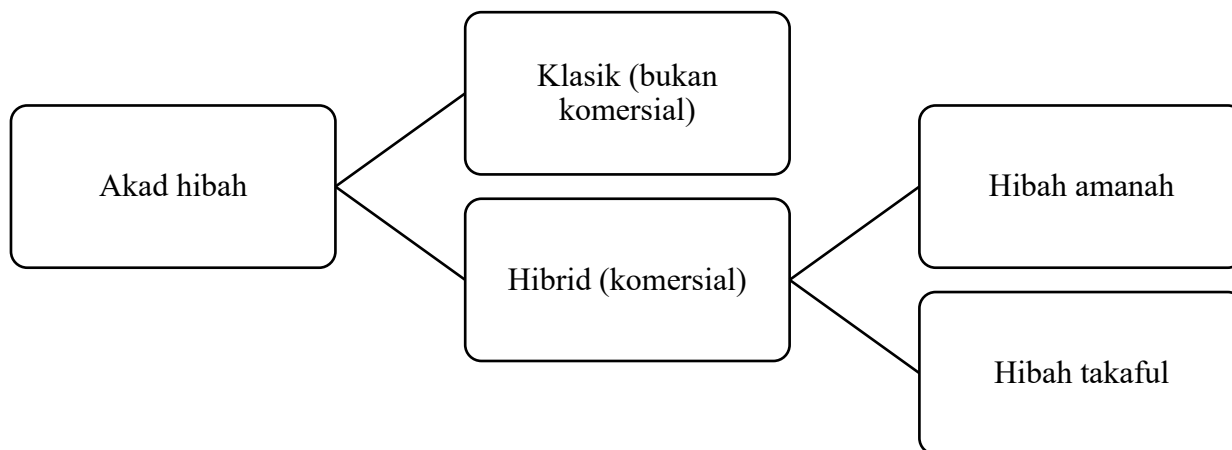 Akad hibah
Klasik (bukan
komersial)
Hibrid (komersial)
Hibah amanah
Hibah takaful